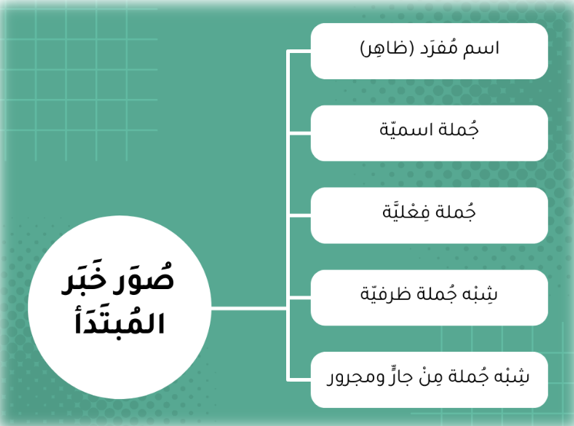 صُوَر خَبَر
المُبتَدَأ
اسم مُفرَد (ظاهِر)
جُملة اسميّة
جُملة فِعْليَّة
شِبْه جُملة ظرفيّة
شِبْه جُملة مِنْ جارٍّ ومجرور